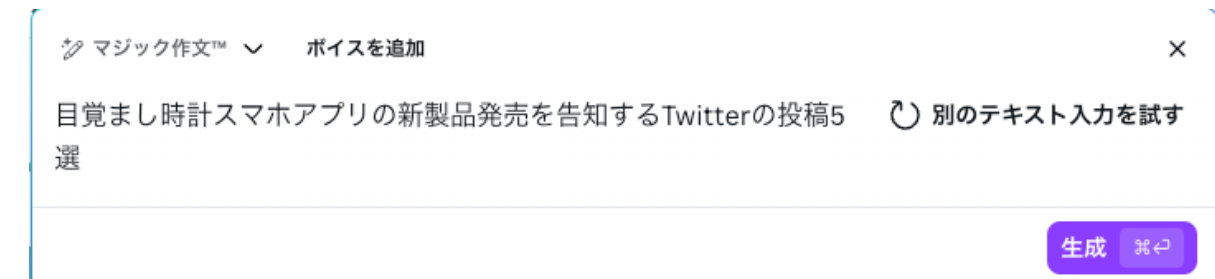 マジック作文™ ボイスを追加
目覚まし時計スマホアプリの新製品発売を告知するTwitterの投稿5
選
別のテキスト入力を試す
生成 ⌘⏎